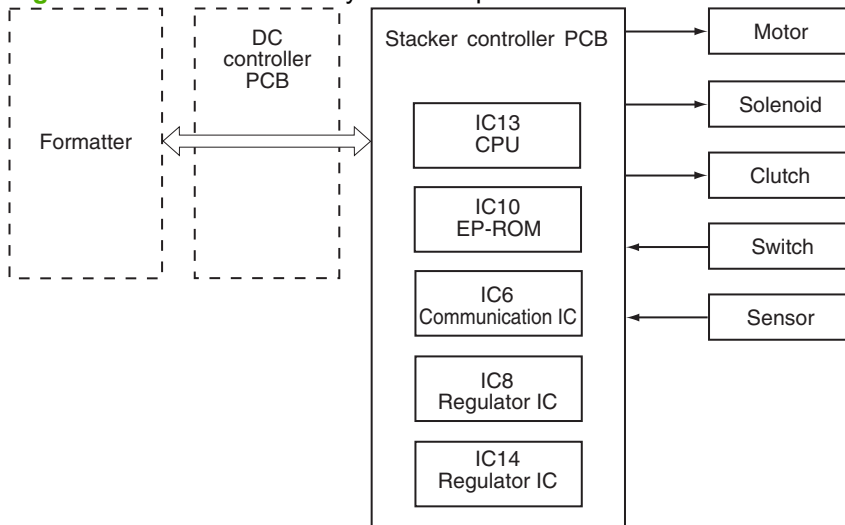 DC
controller
PCB
Formatter
Stacker controller PCB
IC13
CPU
IC10
EP-ROM
IC6
Communication IC
IC8
Regulator IC
IC14
Regulator IC
Motor
Solenoid
Clutch
Switch
Sensor